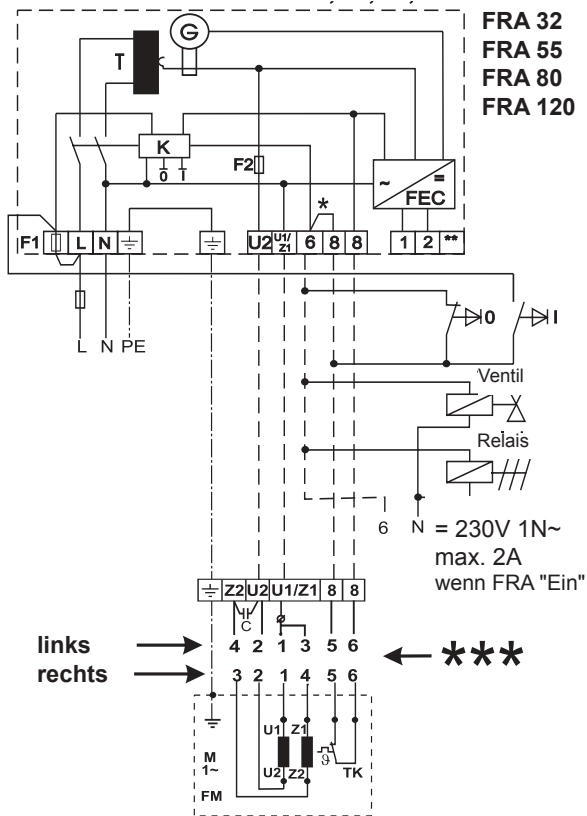 FRA 32
FRA 55
FRA 80
FRA 120
G
T
K
0 I
F2
*
~ =
FEC
F1 L N U2 U1/Z1 6 8 8 1 2 **
L N PE
0 I
Ventil
Relais
6 N = 230V 1N~
max. 2A
wenn FRA "Ein"
Z2 U2 U1/Z1 8 8
C
links 4 2 1 3 5 6 ***
rechts 3 2 1 4 5 6
U1 Z1
M
1~
ϑ
U2 Z2 TK
FM